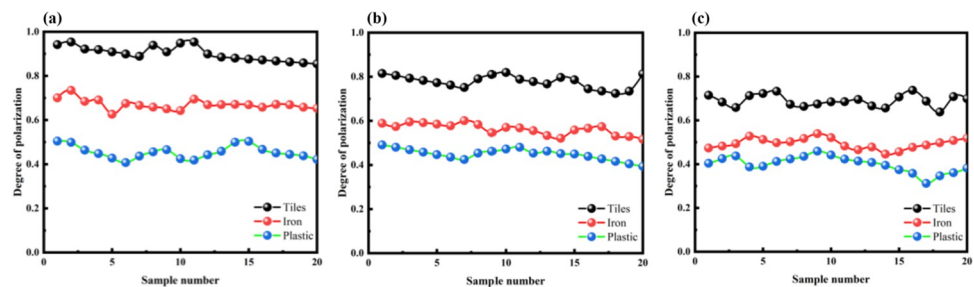 (a)
Degree of polarization
1.0
0.8
0.6
0.4
0.2
0.0
0
5
10
15
20
Sample number
Tiles
Iron
Plastic
(b)
Degree of polarization
1.0
0.8
0.6
0.4
0.2
0.0
0
5
10
15
20
Sample number
Tiles
Iron
Plastic
(c)
Degree of polarization
1.0
0.8
0.6
0.4
0.2
0.0
0
5
10
15
20
Sample number
Tiles
Iron
Plastic